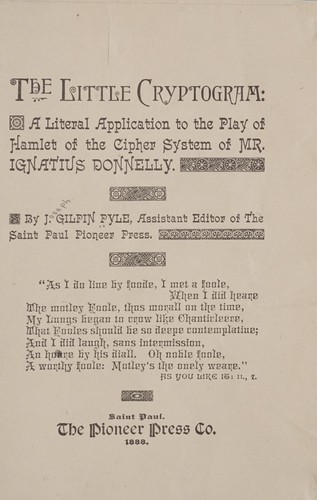 THE LITTLE CRYPTOGRAM:
A Literal Application to the Play of
Hamlet of the Cipher System of MR.
IGNATIUS DONNELLY.
By J. GILPIN PYLE, Assistant Editor of The
Saint Paul Pioneer Press.
"As I do live by foode, I met a foole,
When I did heare
The motley Foole, thus morall on the time,
My Lungs began to crow like Chanticleere,
That Fooles should be so deepe contemplative;
And I did laugh, sans intermission,
An houre by his diall. Oh noble foole,
A worthy foole: Motley's the onely weare."
AS YOU LIKE IT: II., 7.
Saint Paul.
The Pioneer Press Co.
1888.